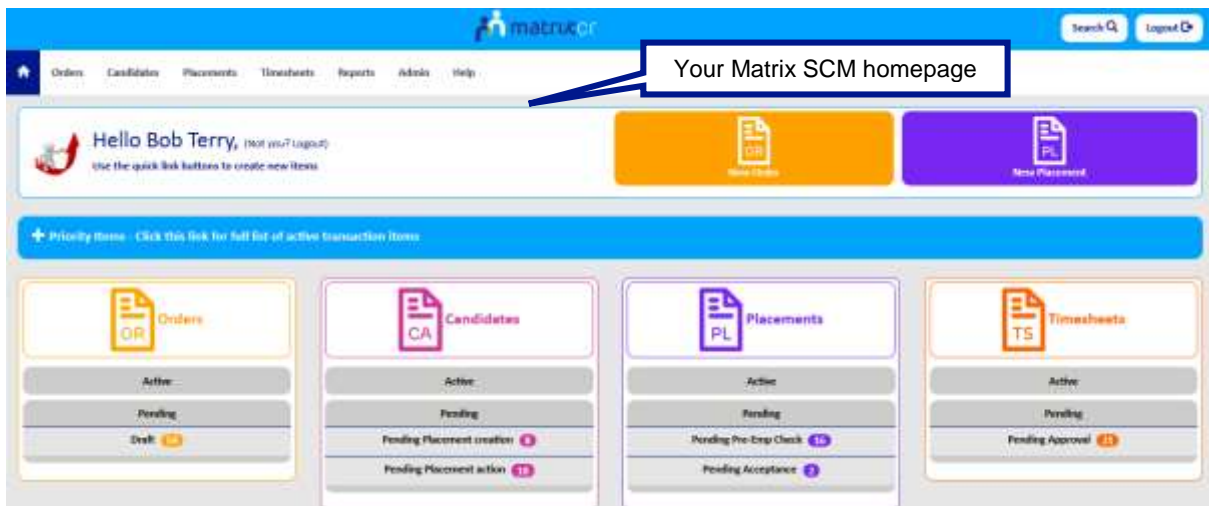 matrixcr
Search Logout
Orders Candidates Placements Timesheets Reports Admin Help
Your Matrix SCM homepage
Hello Bob Terry, (Not you? Logout)
Use the quick link buttons to create new items
OR
New Order
PL
New Placement
+ Priority Items - Click this link for full list of active transaction items
OR Orders
CA Candidates
PL Placements
TS Timesheets
Active Active Active Active
Pending Pending Pending Pending
Draft
Pending Placement creation
Pending Pre-Emp Check 16
Pending Approval
Pending Placement action
Pending Acceptance 2